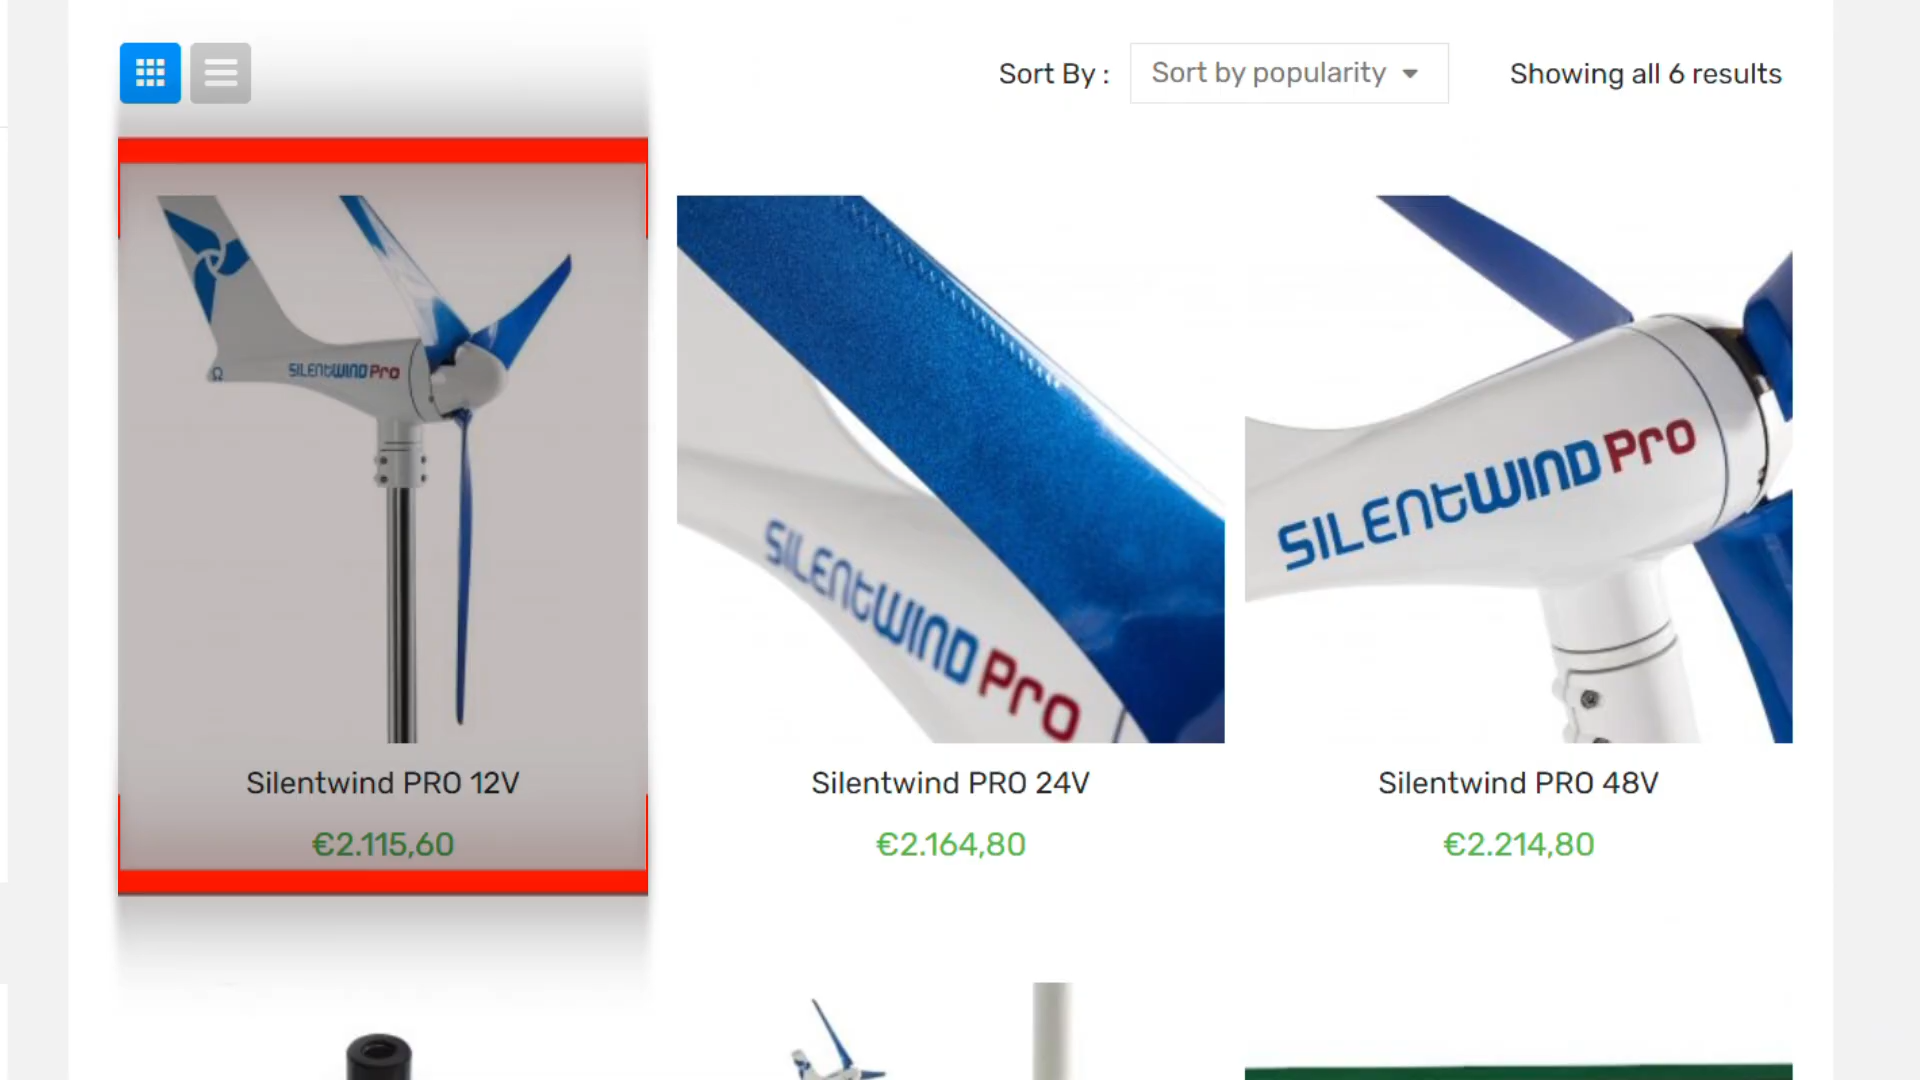 Sort By :
Sort by popularity
Showing all 6 results
SILENtWIND Pro
SILENtWIND Pro
SILENtWIND Pro
Silentwind PRO 12V
Silentwind PRO 24V
Silentwind PRO 48V
€2.115,60
€2.164,80
€2.214,80